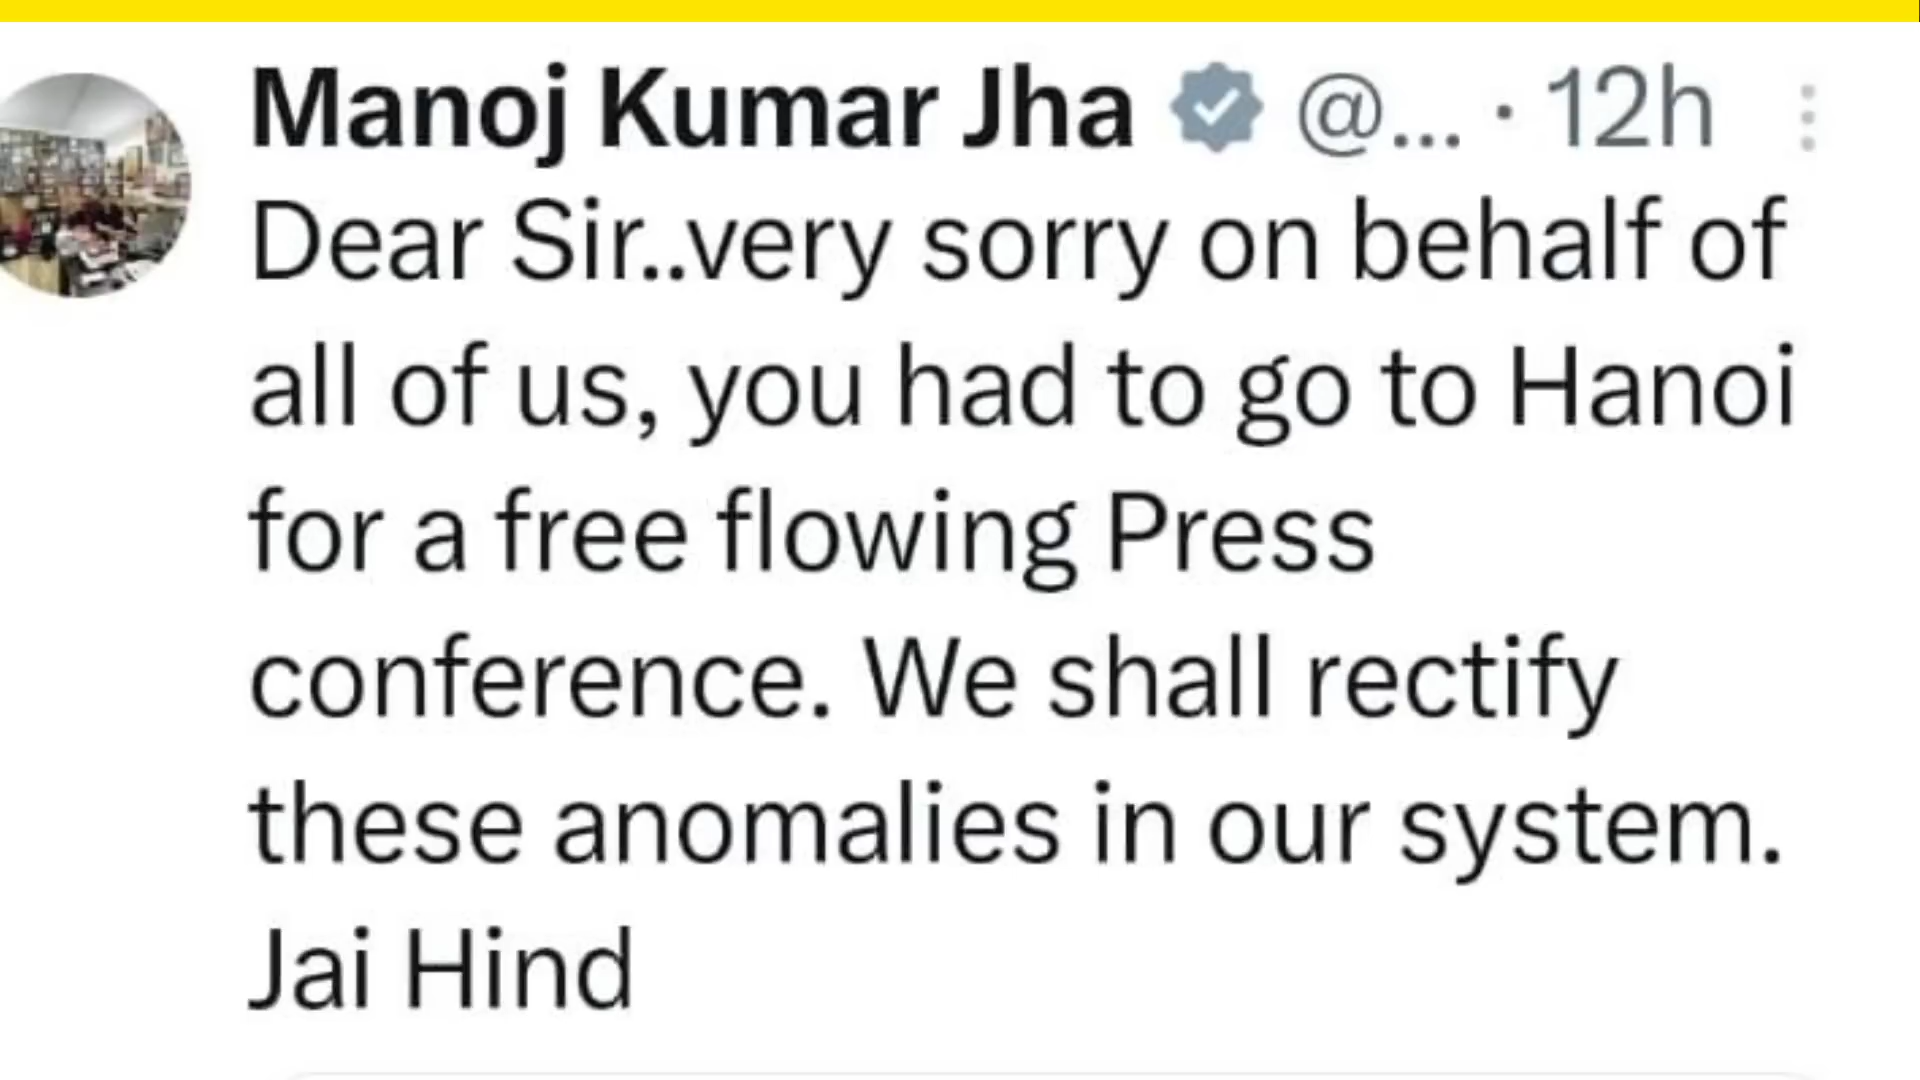 Manoj Kumar Jha @... · 12h
Dear Sir..very sorry on behalf of
all of us, you had to go to Hanoi
for a free flowing Press
conference. We shall rectify
these anomalies in our system.
Jai Hind